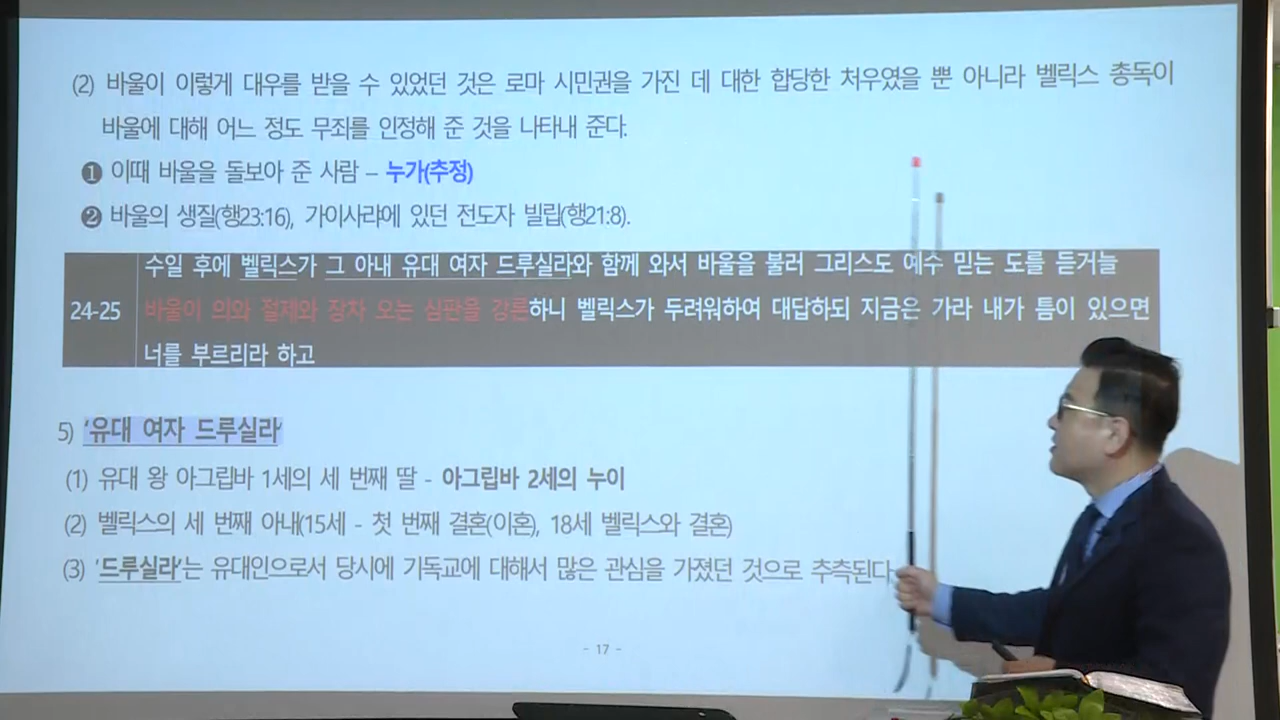 (2) 바울이 이렇게 대우를 받을 수 있었던 것은 로마 시민권을 가진 데 대한 합당한 처우였을 뿐 아니라 벨릭스 총독이
바울에 대해 어느 정도 무죄를 인정해 준 것을 나타내 준다.
❶ 이때 바울을 돌보아 준 사람 – 누가(추정)
❷ 바울의 생질(행23:16), 가이사랴에 있던 전도자 빌립(행21:8).
수일 후에 벨릭스가 그 아내 유대 여자 드루실라와 함께 와서 바울을 불러 그리스도 예수 믿는 도를 듣거늘
24-25 바울이 의와 절제와 장차 오는 심판을 강론하니 벨릭스가 두려워하여 대답하되 지금은 가라 내가 틈이 있으면
너를 부르리라 하고
5) '유대 여자 드루실라'
(1) 유대 왕 아그립바 1세의 세 번째 딸 - 아그립바 2세의 누이
(2) 벨릭스의 세 번째 아내(15세 - 첫 번째 결혼(이혼), 18세 벨릭스와 결혼)
(3) '드루실라'는 유대인으로서 당시에 기독교에 대해서 많은 관심을 가졌던 것으로 추측된다
- 17 -